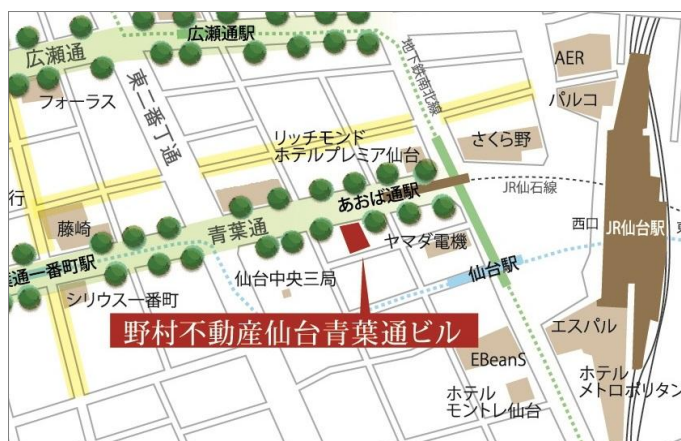 広瀬通駅
広瀬通
地下鉄南北線
AER
パルコ
フォーラス
東二番丁通
リッチモンド
ホテルプレミア仙台
さくら野
JR仙石線
あおば通駅
行
藤崎
青葉通
西口
JR仙台駅
ヤマダ電機
通一番町駅
仙台駅
仙台中央三局
シリウス一番町
野村不動産仙台青葉通ビル
エスパル
EBeanS
ホテル
メトロポリタン
ホテル
モントレ仙台